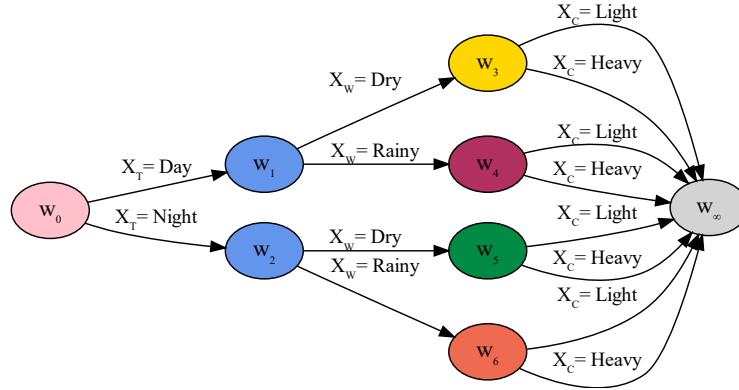 X_C= Light
X_C= Heavy
w_3
X_W= Dry
X_C= Light
X_W= Rainy
X_C= Heavy
w_1
w_4
X_T= Day
w_0
w_∞
X_T= Night
X_C= Light
X_W= Dry
w_2
w_5
X_C= Heavy
X_W= Rainy
X_C= Light
w_6
X_C= Heavy